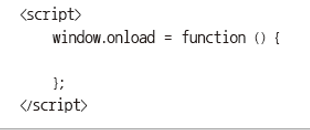 <script>
window.onload = function () {
};
</script>